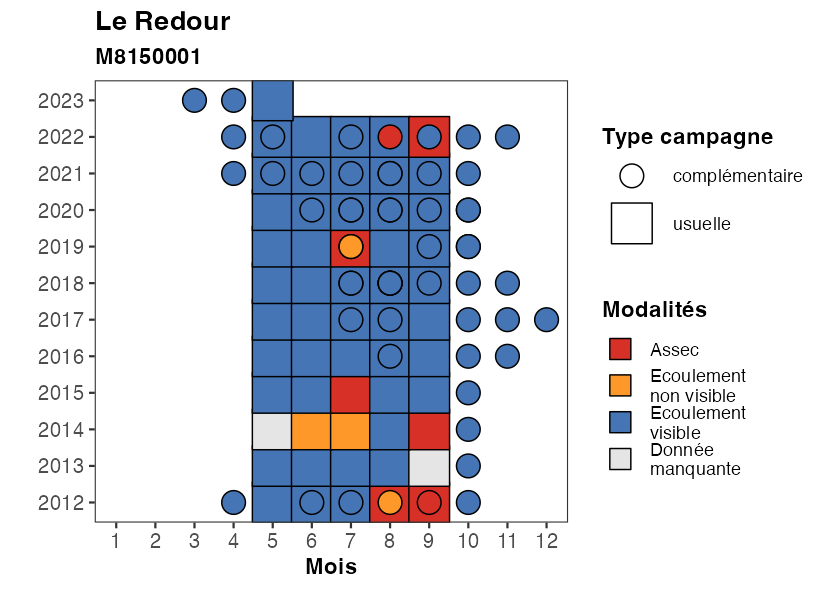 Le Redour
M8150001
2023
2022
2021
2020
2019
2018
2017
2016
2015
2014
2013
2012
1 2 3 4 5 6 7 8 9 10 11 12
Mois
Type campagne
complémentaire
usuelle
Modalités
Assec
Ecoulement
non visible
Ecoulement
visible
Donnée
manquante